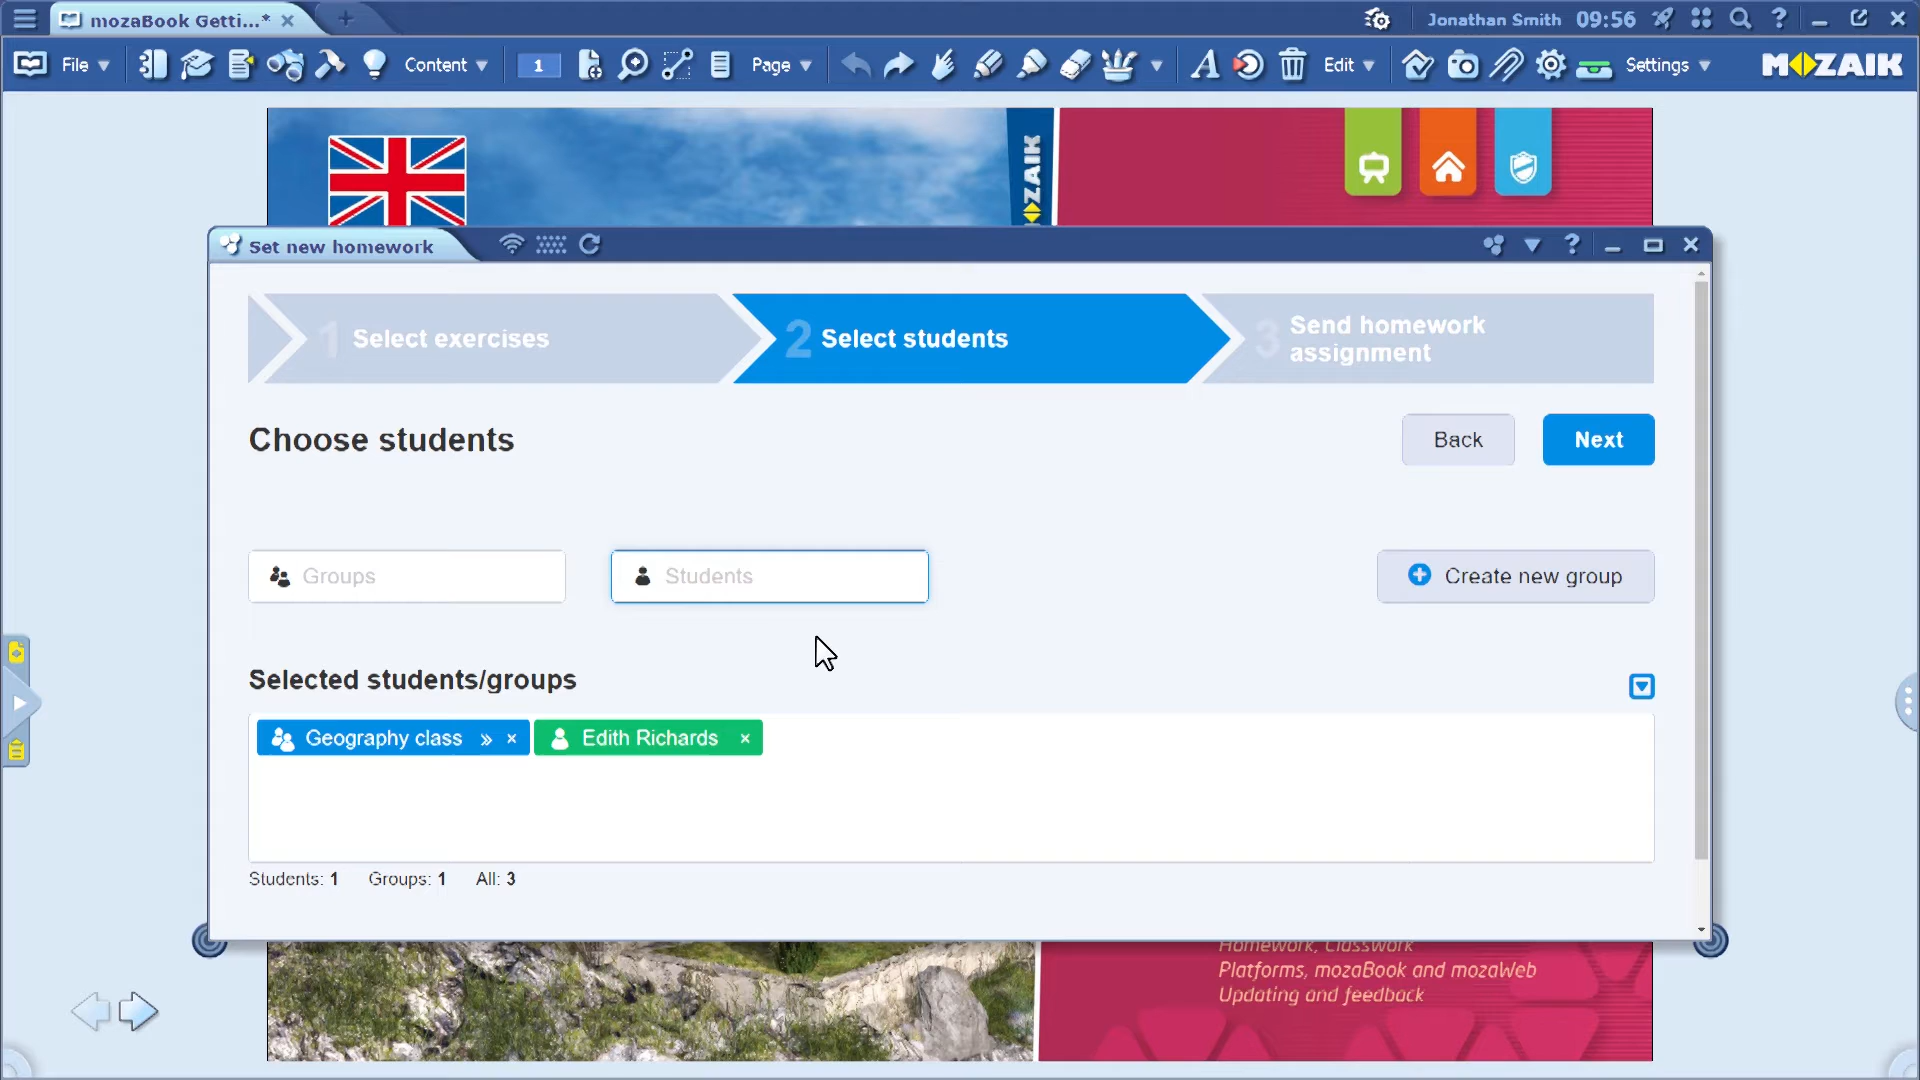 mozaBook Getti...*
Jonathan Smith 09:56
File
Content
1
Page
Edit
Settings
MOZAIK
MOZAIK
Set new homework
1 Select exercises
2 Select students
3 Send homework
assignment
Choose students
Back
Next
Groups
Students
Create new group
Selected students/groups
Geography class » ×
Edith Richards ×
Students: 1 Groups: 1 All: 3
Homework, Classwork
Platforms, mozaBook and mozaWeb
Updating and feedback